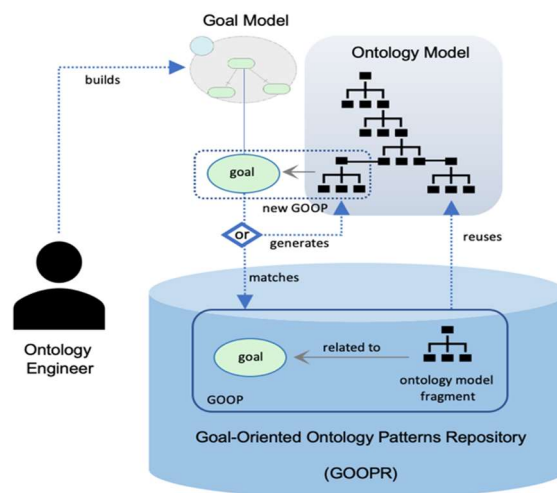 Goal Model
Ontology Model
builds
goal
new GOOP
or
generates
reuses
matches
Ontology
Engineer
goal
related to
ontology model
fragment
GOOP
Goal-Oriented Ontology Patterns Repository
(GOOPR)